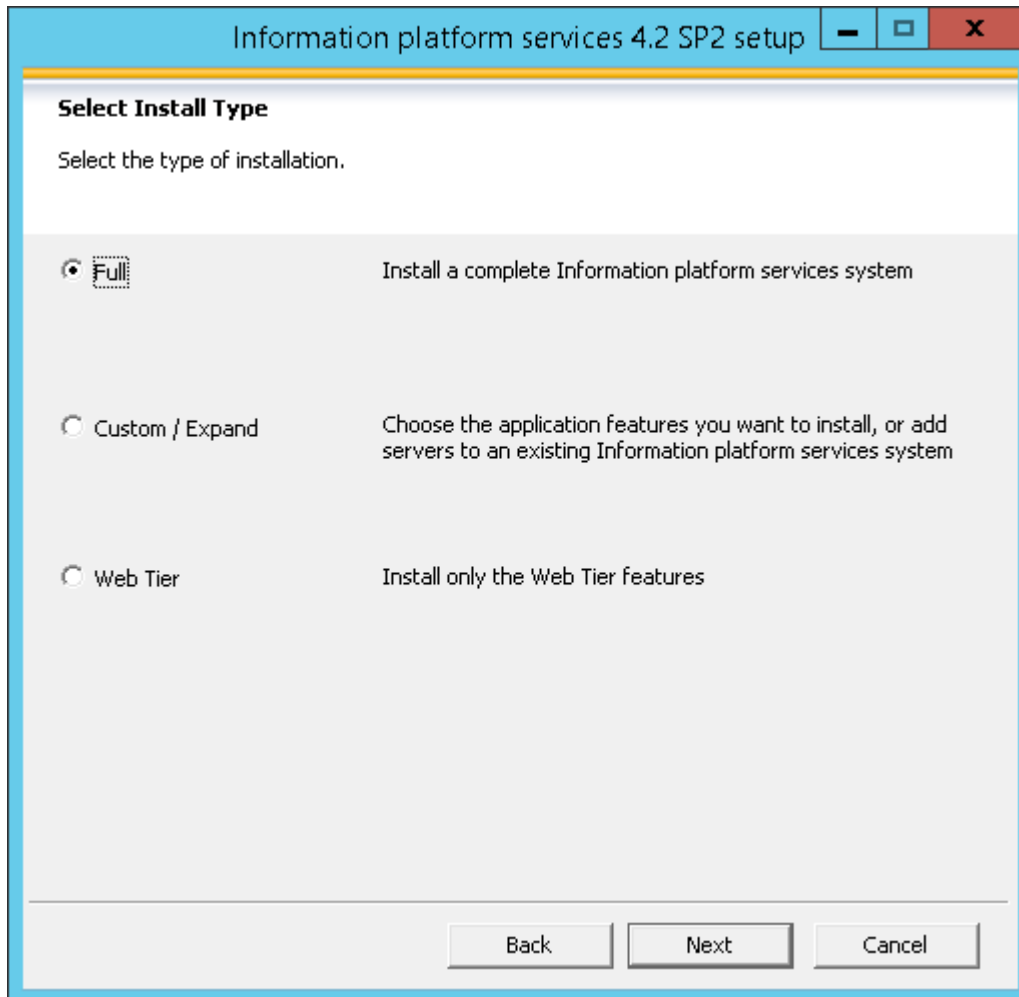 Information platform services 4.2 SP2 setup
Select Install Type
Select the type of installation.
Full
Install a complete Information platform services system
Custom / Expand
Choose the application features you want to install, or add
servers to an existing Information platform services system
Web Tier
Install only the Web Tier features
Back
Next
Cancel